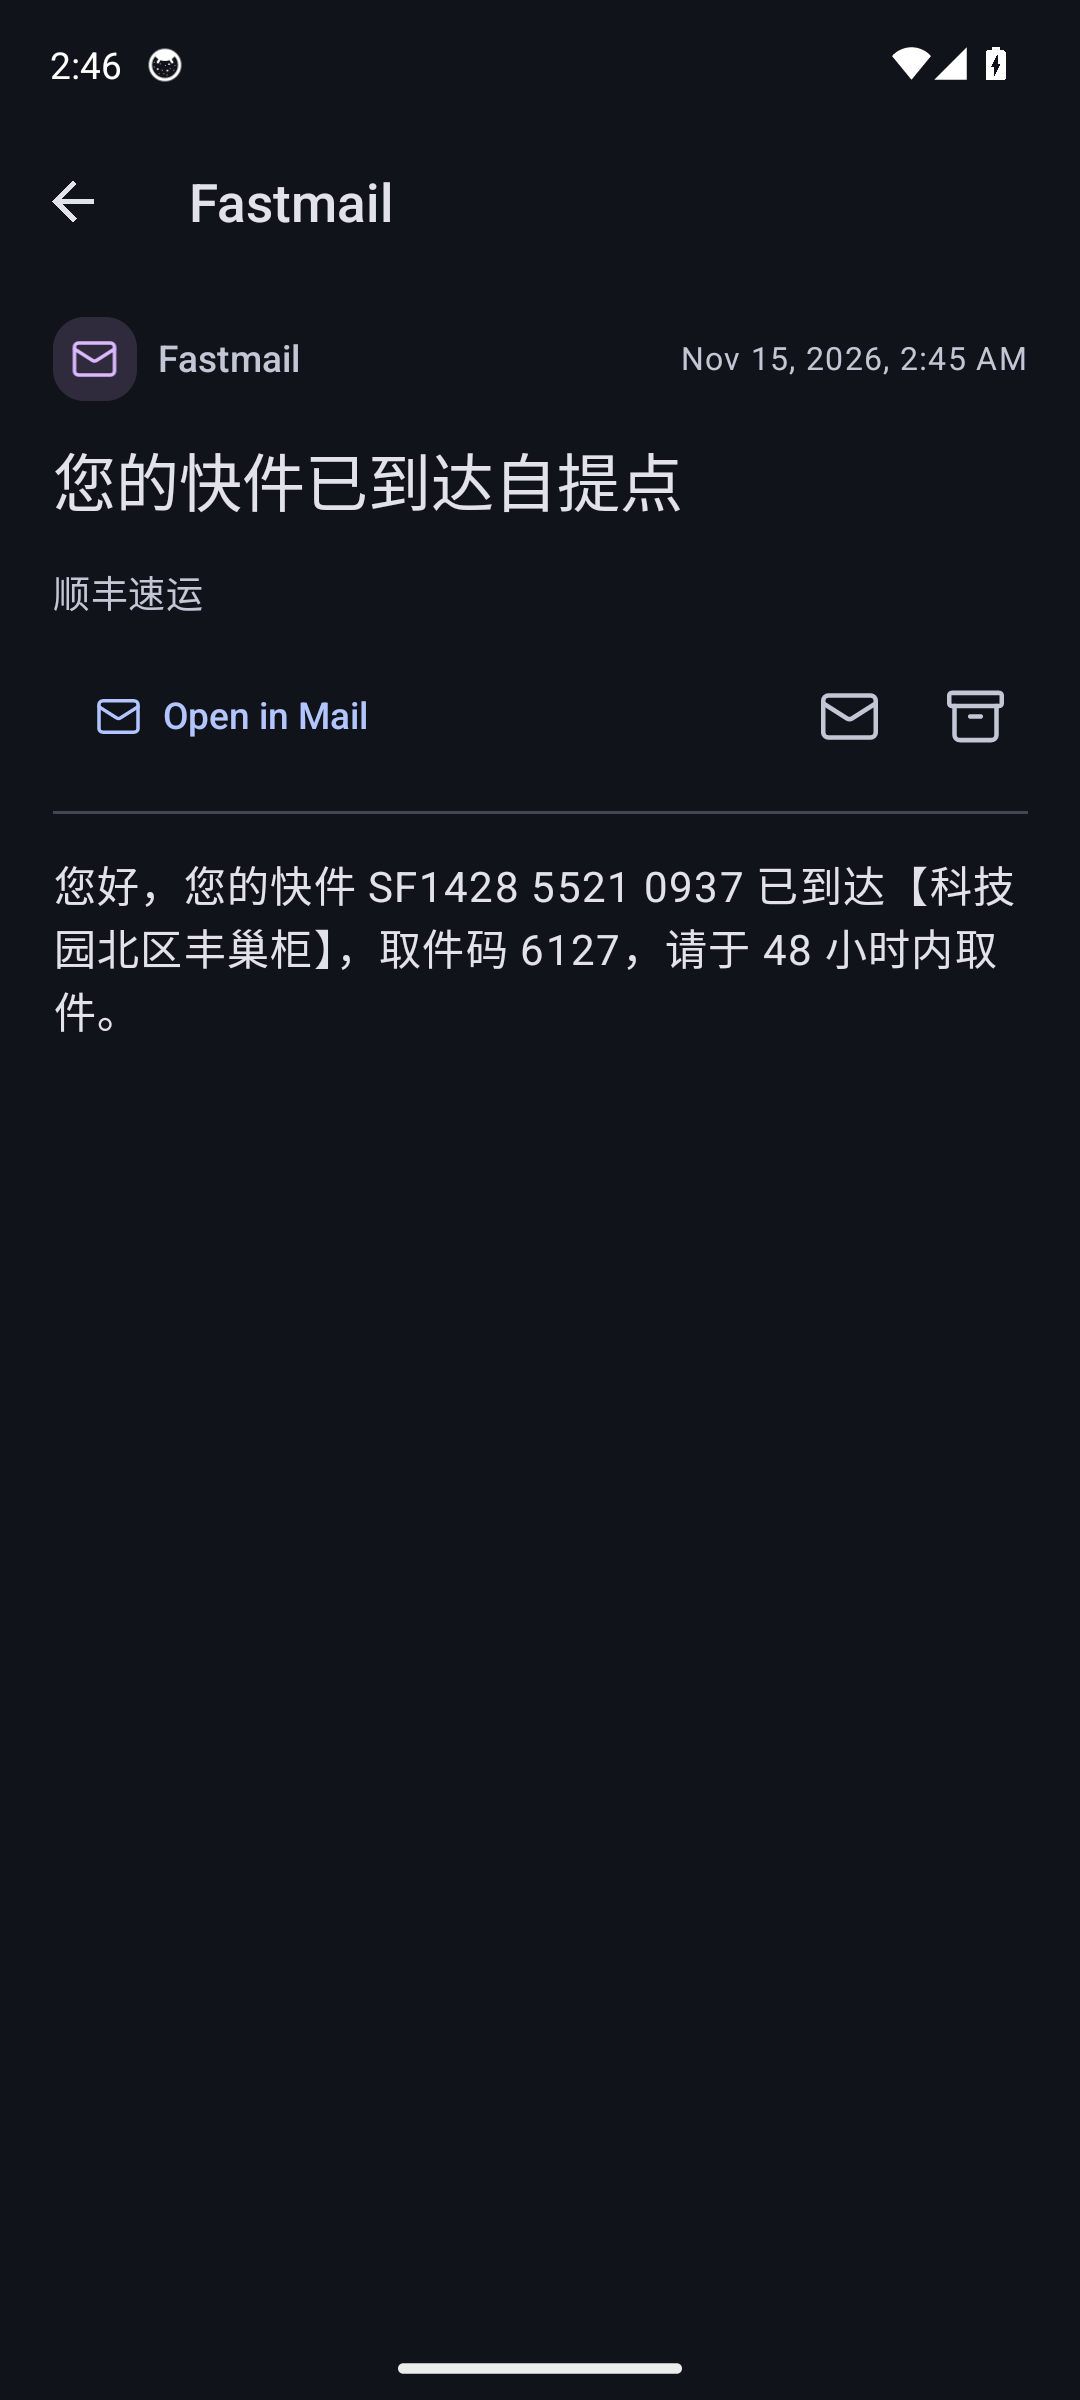 2:46
Fastmail
Fastmail
Nov 15, 2026, 2:45 AM
您的快件已到达自提点
顺丰速运
Open in Mail
您好，您的快件 SF1428 5521 0937 已到达【科技
园北区丰巢柜】，取件码 6127，请于 48 小时内取
件。